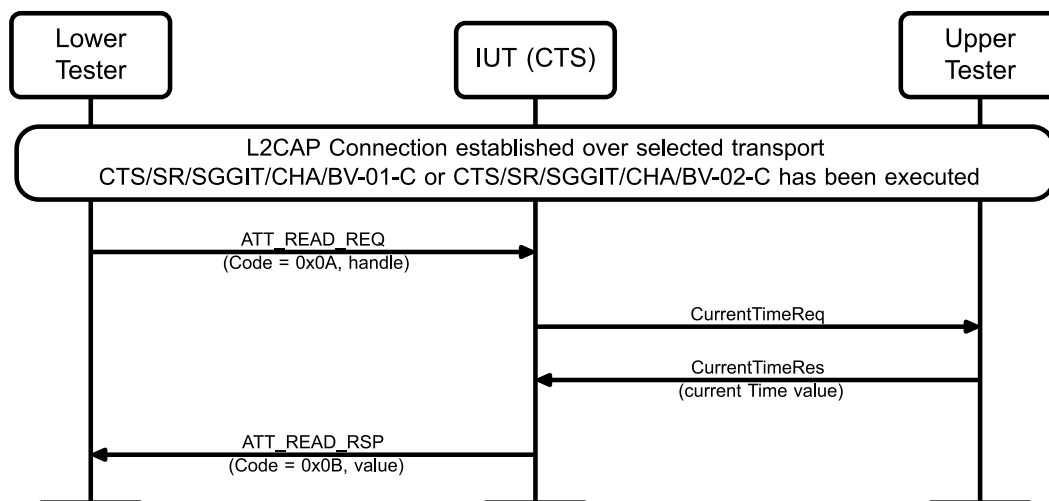 Lower
Tester
IUT (CTS)
Upper
Tester
L2CAP Connection established over selected transport
CTS/SR/SGGIT/CHA/BV-01-C or CTS/SR/SGGIT/CHA/BV-02-C has been executed
ATT_READ_REQ
(Code = 0x0A, handle)
CurrentTimeReq
CurrentTimeRes
(current Time value)
ATT_READ_RSP
(Code = 0x0B, value)